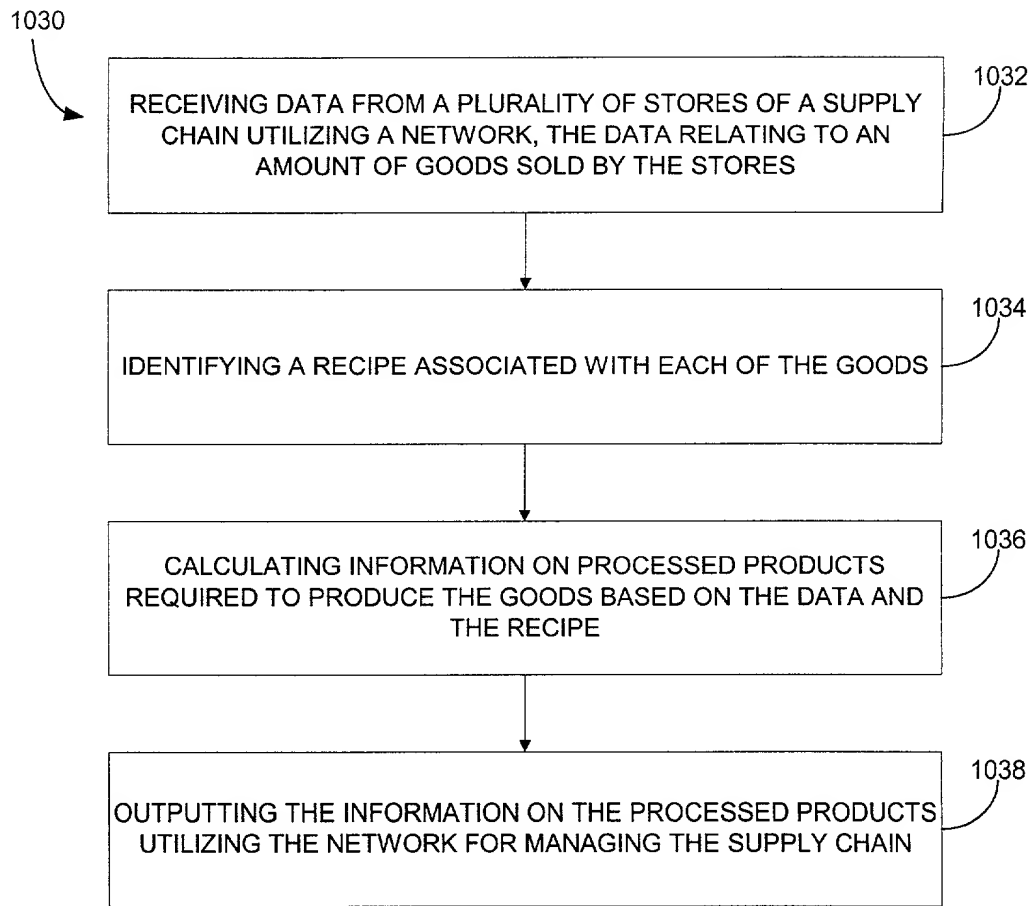 1030
1032
RECEIVING DATA FROM A PLURALITY OF STORES OF A SUPPLY
CHAIN UTILIZING A NETWORK, THE DATA RELATING TO AN
AMOUNT OF GOODS SOLD BY THE STORES
1034
IDENTIFYING A RECIPE ASSOCIATED WITH EACH OF THE GOODS
1036
CALCULATING INFORMATION ON PROCESSED PRODUCTS
REQUIRED TO PRODUCE THE GOODS BASED ON THE DATA AND
THE RECIPE
1038
OUTPUTTING THE INFORMATION ON THE PROCESSED PRODUCTS
UTILIZING THE NETWORK FOR MANAGING THE SUPPLY CHAIN